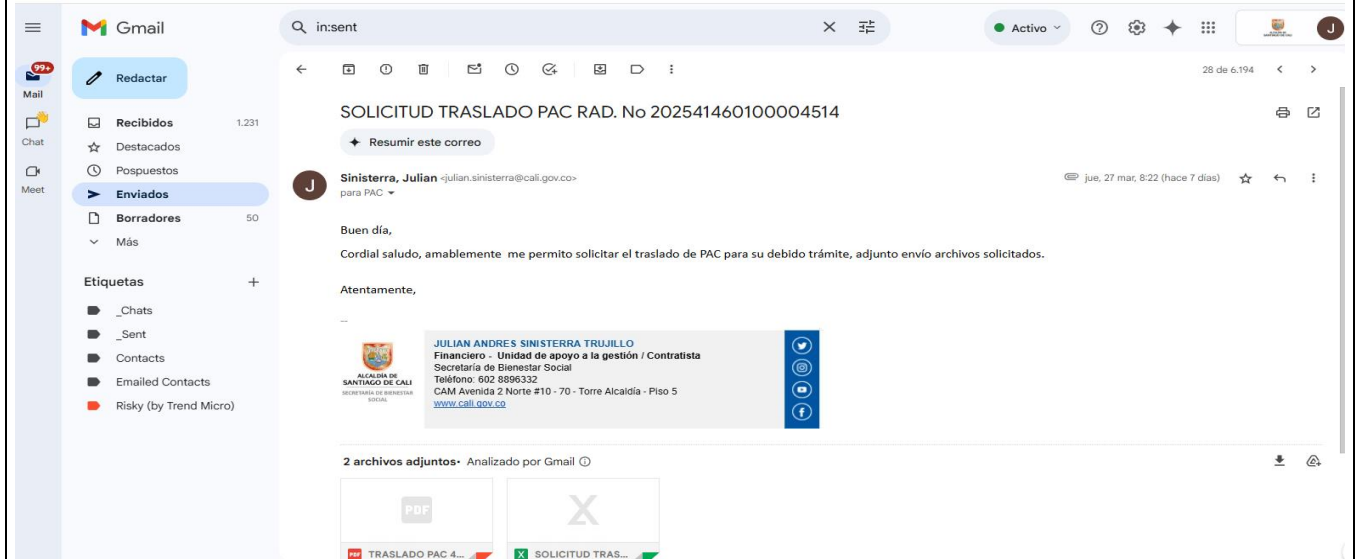 Gmail
in:sent
Activo
J
99+
Mail
Chat
Meet
Redactar
Recibidos 1.231
Destacados
Pospuestos
Enviados
Borradores 50
Más
Etiquetas
_Chats
_Sent
Contacts
Emailed Contacts
Risky (by Trend Micro)
28 de 6.194
SOLICITUD TRASLADO PAC RAD. No 202541460100004514
Resumir este correo
J
Sinisterra, Julian <julian.sinisterra@cali.gov.co>
jue, 27 mar, 8:22 (hace 7 días)
para PAC
Buen día,
Cordial saludo, amablemente me permito solicitar el traslado de PAC para su debido trámite, adjunto envío archivos solicitados.
Atentamente,
--
ALCALDÍA DE
SANTIAGO DE CALI
SECRETARÍA DE BIENESTAR
SOCIAL
JULIAN ANDRES SINISTERRA TRUJILLO
Financiero - Unidad de apoyo a la gestión / Contratista
Secretaría de Bienestar Social
Teléfono: 602 8896332
CAM Avenida 2 Norte #10 - 70 - Torre Alcaldía - Piso 5
www.cali.gov.co
2 archivos adjuntos• Analizado por Gmail
PDF
X
PDF TRASLADO PAC 4...
X SOLICITUD TRAS...